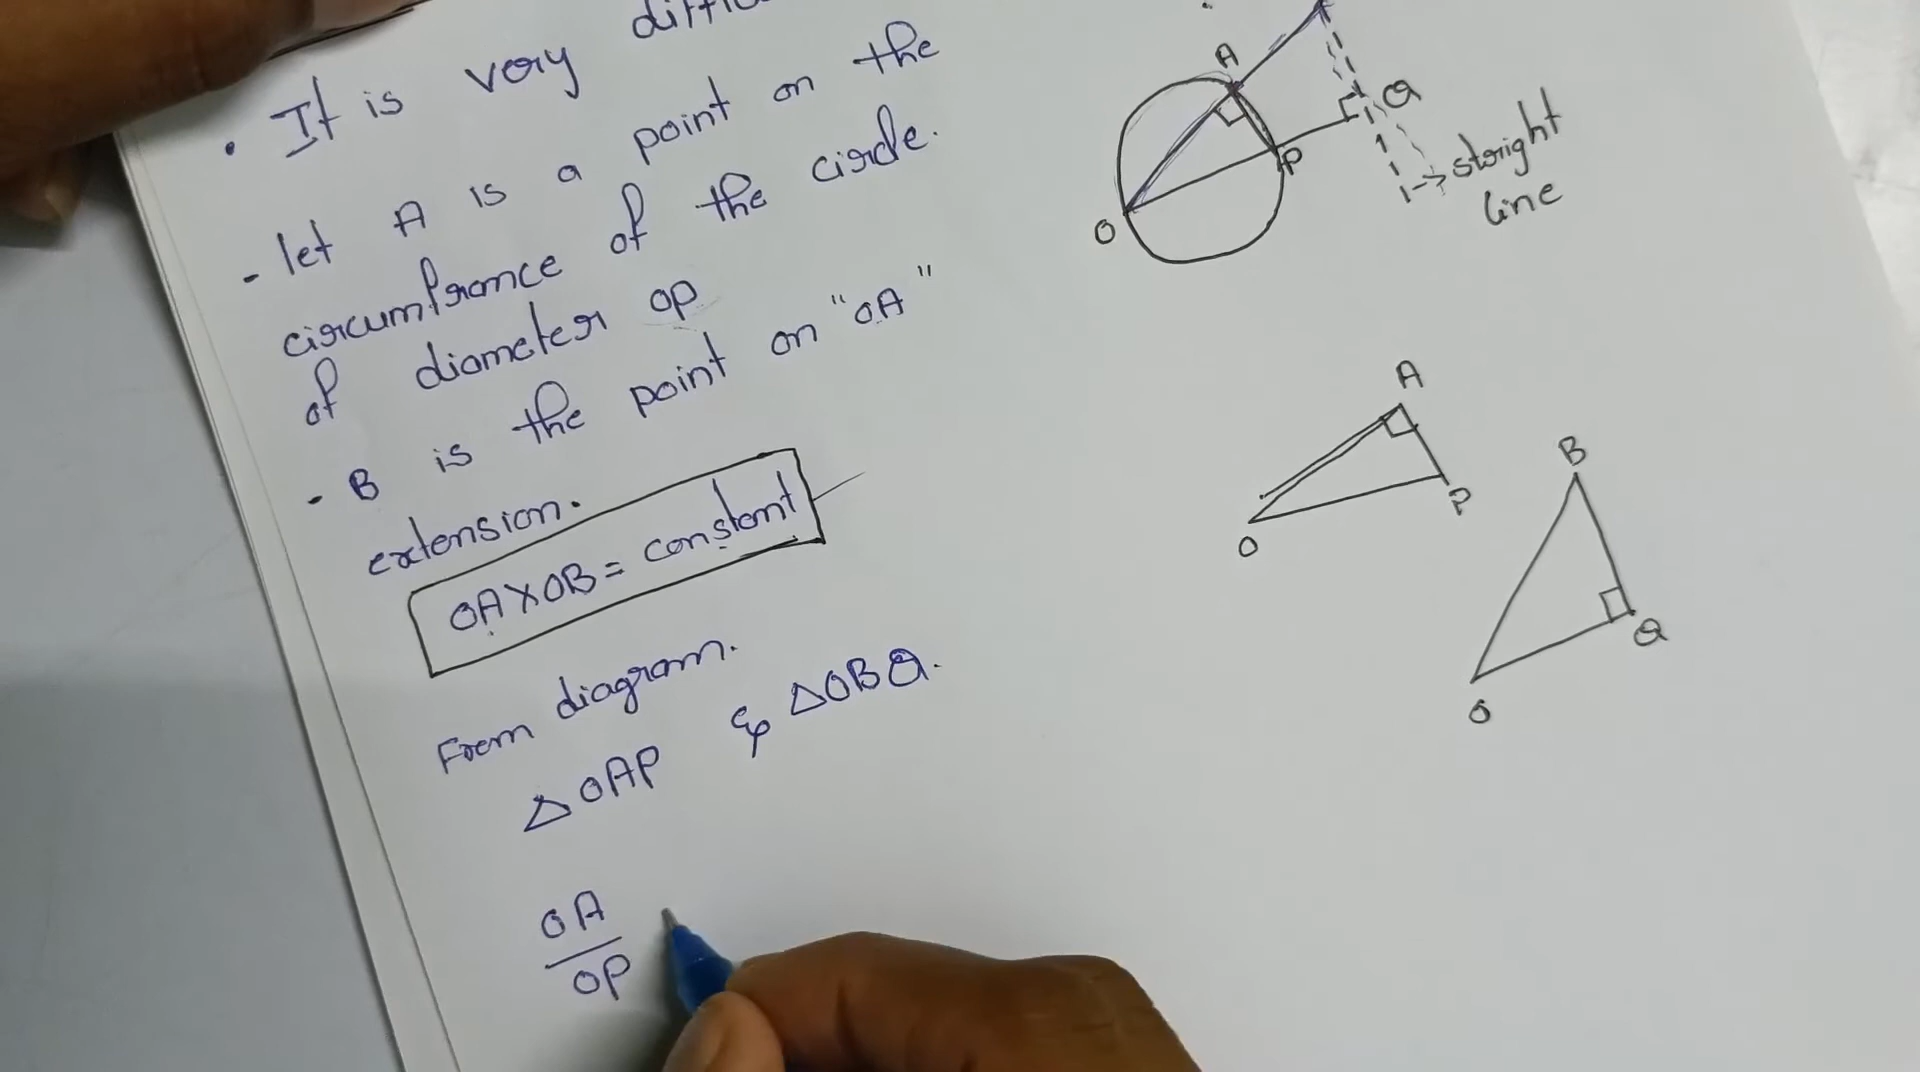 • It is very
- let A is a point on the
circumfrance of the circle.
of diameter OP
- B is the point on "OA"
extension.
OA×OB= constant
From diagram.
△OAP & △OBQ.
OA
OP
A
Q
P
O
straight
line
A
P
O
B
Q
O